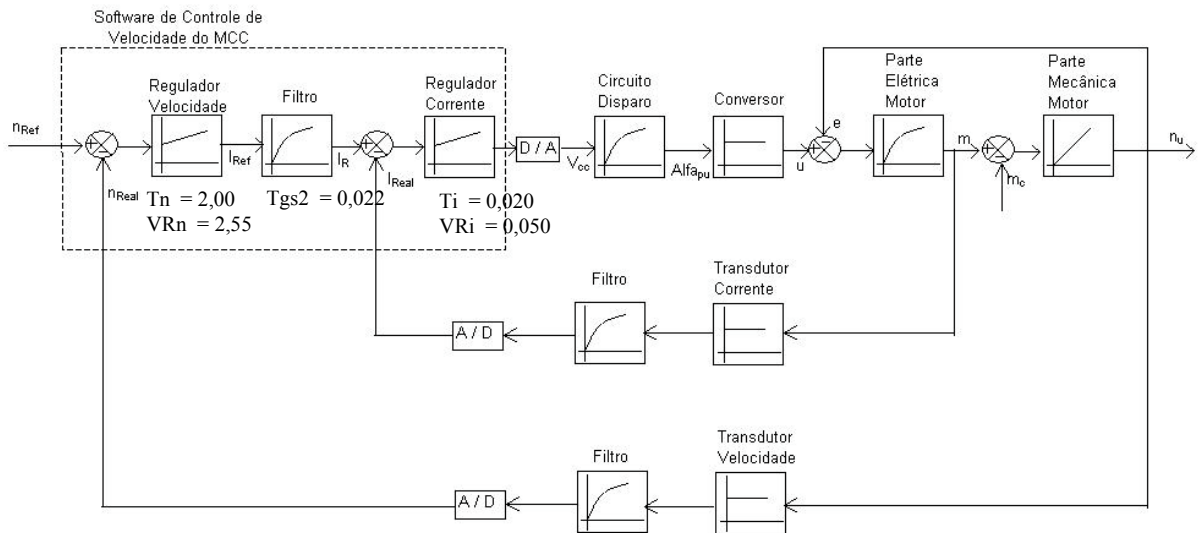 Software de Controle de
Velocidade do MCC
Regulador
Velocidade
Filtro
Regulador
Corrente
Circuito
Disparo
Conversor
Parte
Elétrica
Motor
Parte
Mecânica
Motor
nRef
+
-
IRef
IR
+
-
D / A
Vcc
Alfapu
u
e
-
m
+
-
mc
nu
nReal
IReal
Tn = 2,00
VRn = 2,55
Tgs2 = 0,022
Ti = 0,020
VRi = 0,050
Filtro
Transdutor
Corrente
A / D
Filtro
Transdutor
Velocidade
A / D